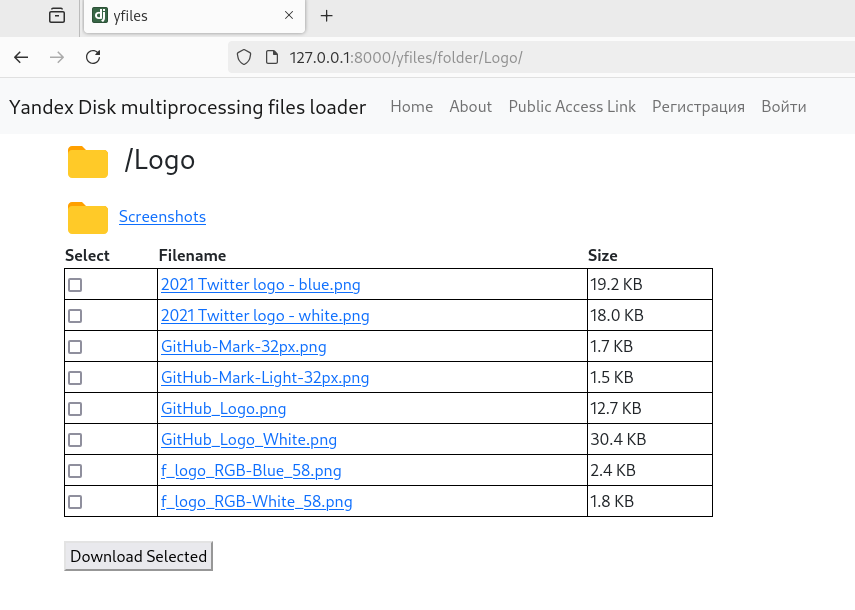 dj yfiles
127.0.0.1:8000/yfiles/folder/Logo/
Yandex Disk multiprocessing files loader Home About Public Access Link Регистрация Войти
/Logo
Screenshots
Select Filename Size
2021 Twitter logo - blue.png 19.2 KB
2021 Twitter logo - white.png 18.0 KB
GitHub-Mark-32px.png 1.7 KB
GitHub-Mark-Light-32px.png 1.5 KB
GitHub_Logo.png 12.7 KB
GitHub_Logo_White.png 30.4 KB
f_logo_RGB-Blue_58.png 2.4 KB
f_logo_RGB-White_58.png 1.8 KB
Download Selected